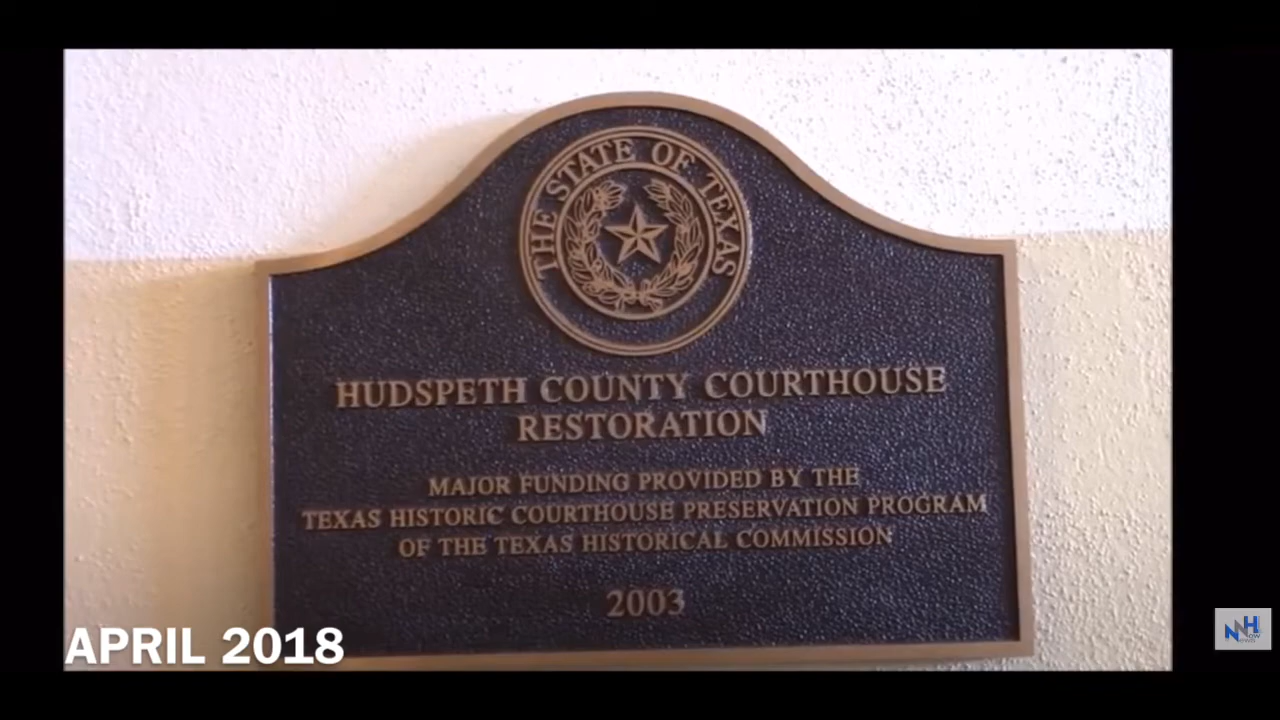 THE STATE OF TEXAS
HUDSPETH COUNTY COURTHOUSE
RESTORATION
MAJOR FUNDING PROVIDED BY THE
TEXAS HISTORIC COURTHOUSE PRESERVATION PROGRAM
OF THE TEXAS HISTORICAL COMMISSION
2003
APRIL 2018
NNH